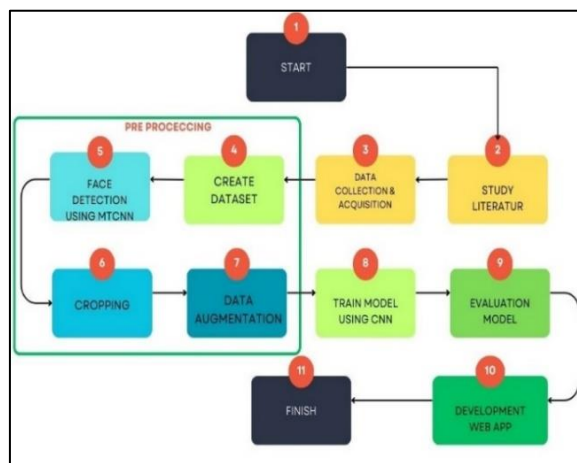 1
START
PRE PROCECCING
5
FACE
DETECTION
USING MTCNN
4
CREATE
DATASET
3
DATA
COLLECTION &
ACQUISITION
2
STUDY
LITERATUR
6
CROPPING
7
DATA
AUGMENTATION
8
TRAIN MODEL
USING CNN
9
EVALUATION
MODEL
11
FINISH
10
DEVELOPMENT
WEB APP